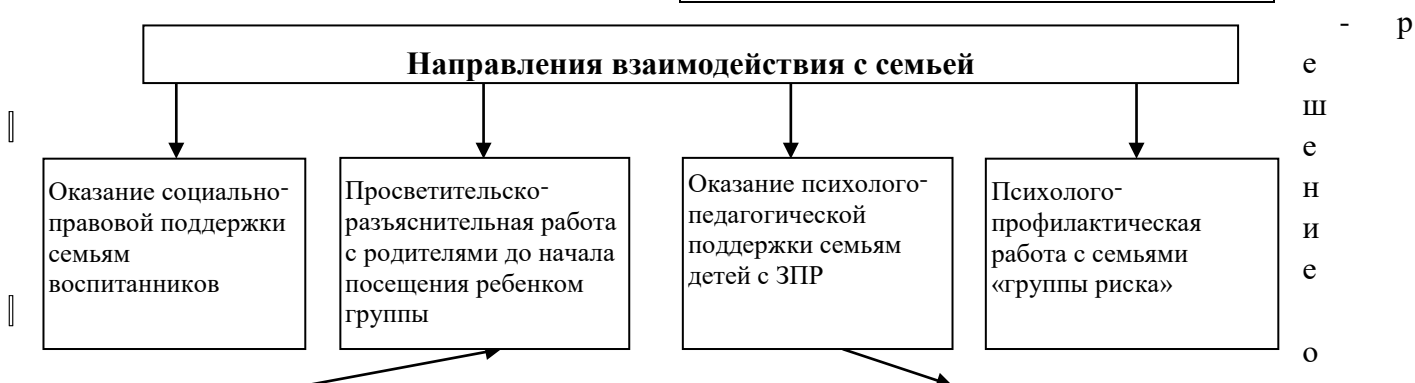 - р
Направления взаимодействия с семьей
е
ш
е
н
и
е
о
Оказание социально-
правовой поддержки
семьям
воспитанников
Просветительско-
разъяснительная работа
с родителями до начала
посещения ребенком
группы
Оказание психолого-
педагогической
поддержки семьям
детей с ЗПР
Психолого-
профилактическая
работа с семьями
«группы риска»